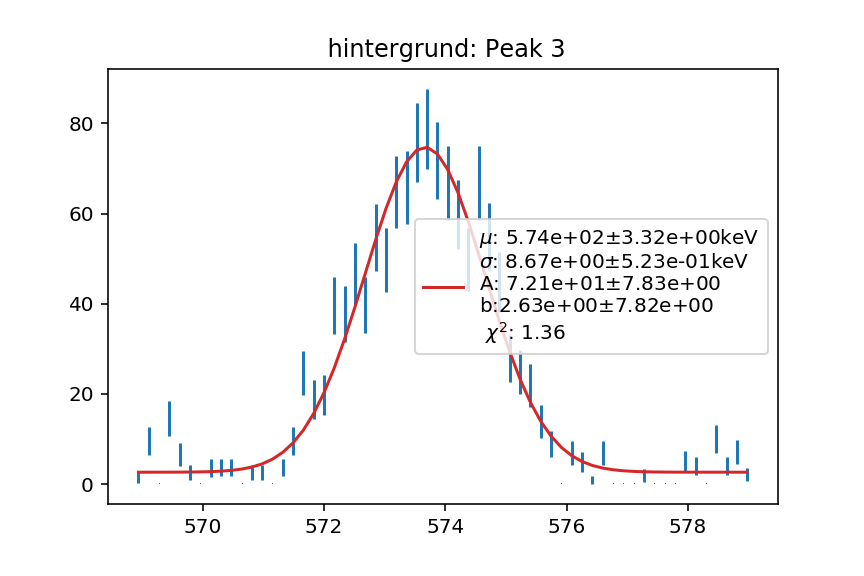 hintergrund: Peak 3
80
60
40
20
0
μ: 5.74e+02±3.32e+00keV
σ: 8.67e+00±5.23e-01keV
A: 7.21e+01±7.83e+00
b:2.63e+00±7.82e+00
χ²: 1.36
570 572 574 576 578